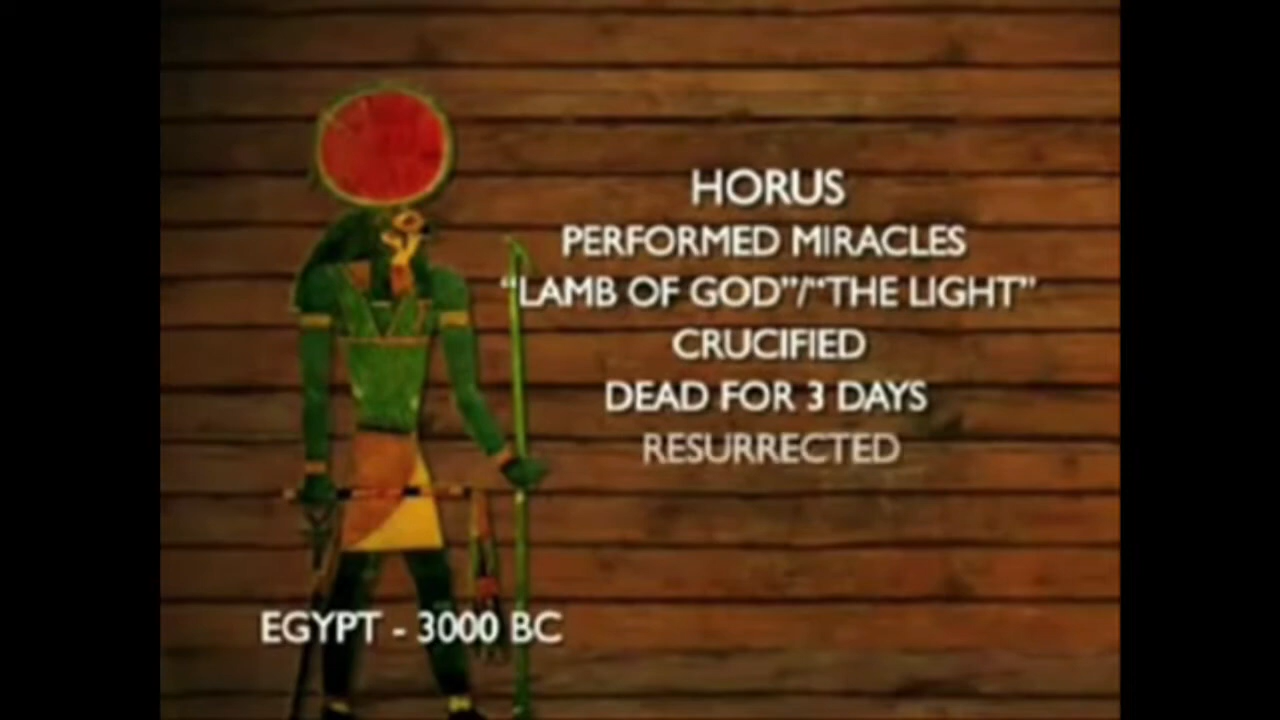 HORUS
PERFORMED MIRACLES
“LAMB OF GOD”/“THE LIGHT”
CRUCIFIED
DEAD FOR 3 DAYS
RESURRECTED
EGYPT - 3000 BC